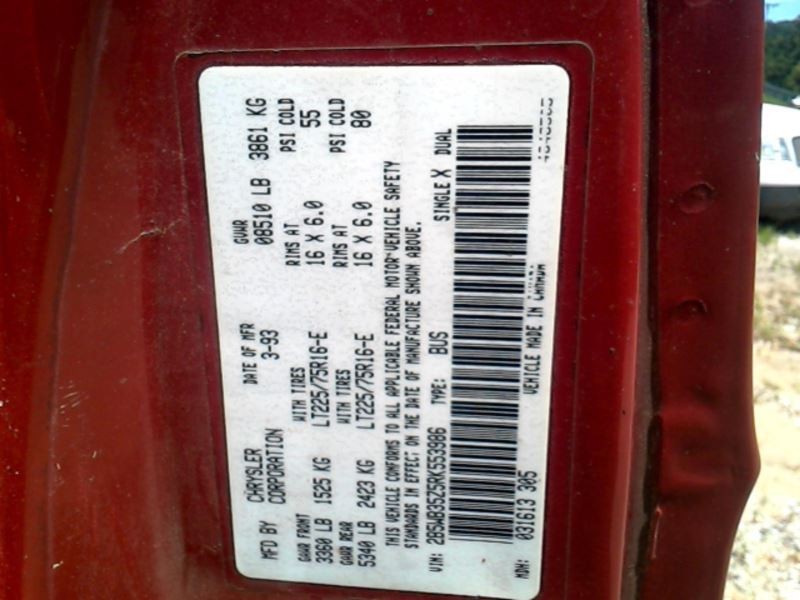 MFD BY CHRYSLER CORPORATION DATE OF MFR 3-93 GVWR 08510 LB 3861 KG
GAWR FRONT WITH TIRES RIMS AT PSI COLD
3360 LB 1525 KG LT225/75R16-E 16 X 6.0 55
GAWR REAR WITH TIRES RIMS AT PSI COLD
5340 LB 2423 KG LT225/75R16-E 16 X 6.0 80
THIS VEHICLE CONFORMS TO ALL APPLICABLE FEDERAL MOTOR VEHICLE SAFETY
STANDARDS IN EFFECT ON THE DATE OF MANUFACTURE SHOWN ABOVE.
VIN: 2B5WB35Z5RK553986 TYPE: BUS SINGLE X DUAL
MDH: 031613 305 VEHICLE MADE IN CANADA